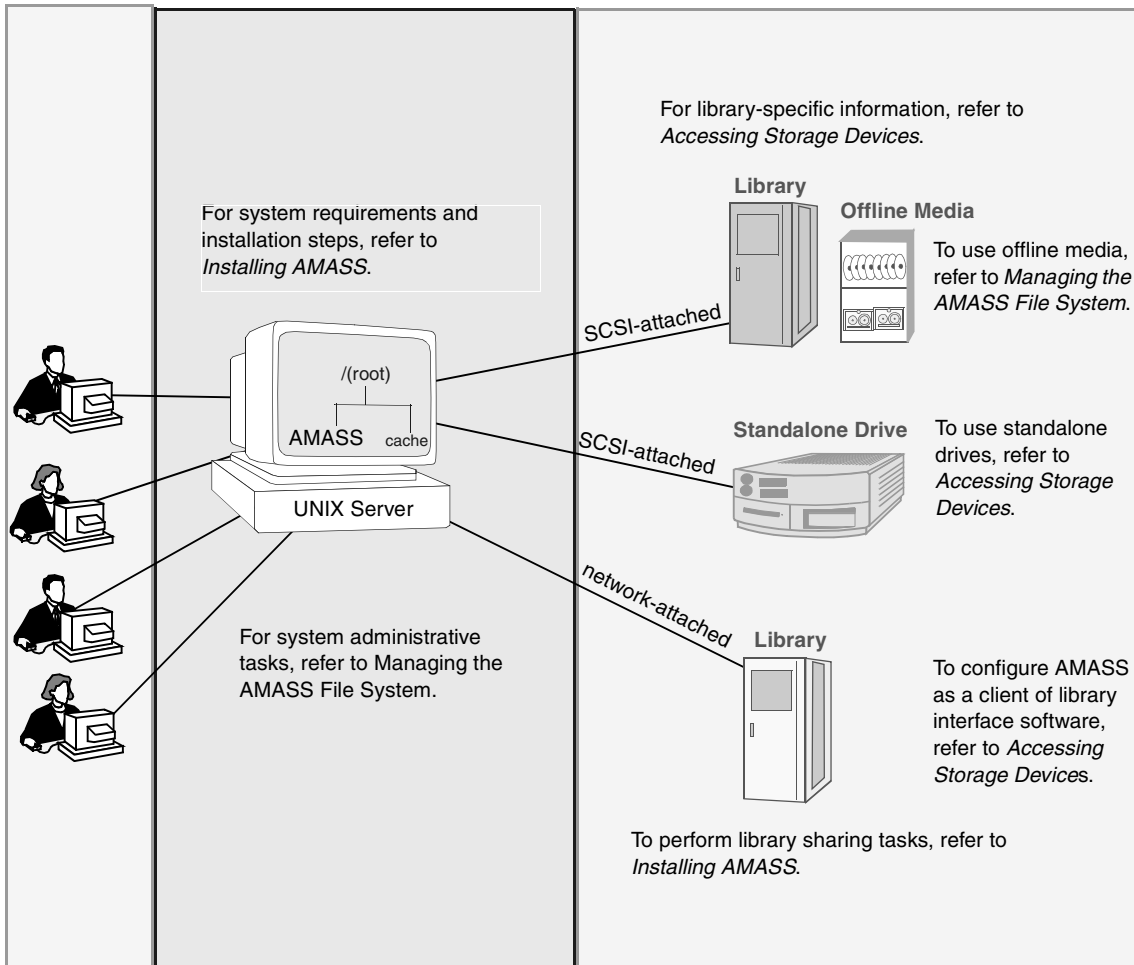 For library-specific information, refer to
Accessing Storage Devices.
Library
Offline Media
To use offline media,
refer to Managing the
AMASS File System.
For system requirements and
installation steps, refer to
Installing AMASS.
SCSI-attached
/(root)
AMASS
cache
UNIX Server
SCSI-attached
Standalone Drive
To use standalone
drives, refer to
Accessing Storage
Devices.
network-attached
For system administrative
tasks, refer to Managing the
AMASS File System.
Library
To configure AMASS
as a client of library
interface software,
refer to Accessing
Storage Devices.
To perform library sharing tasks, refer to
Installing AMASS.